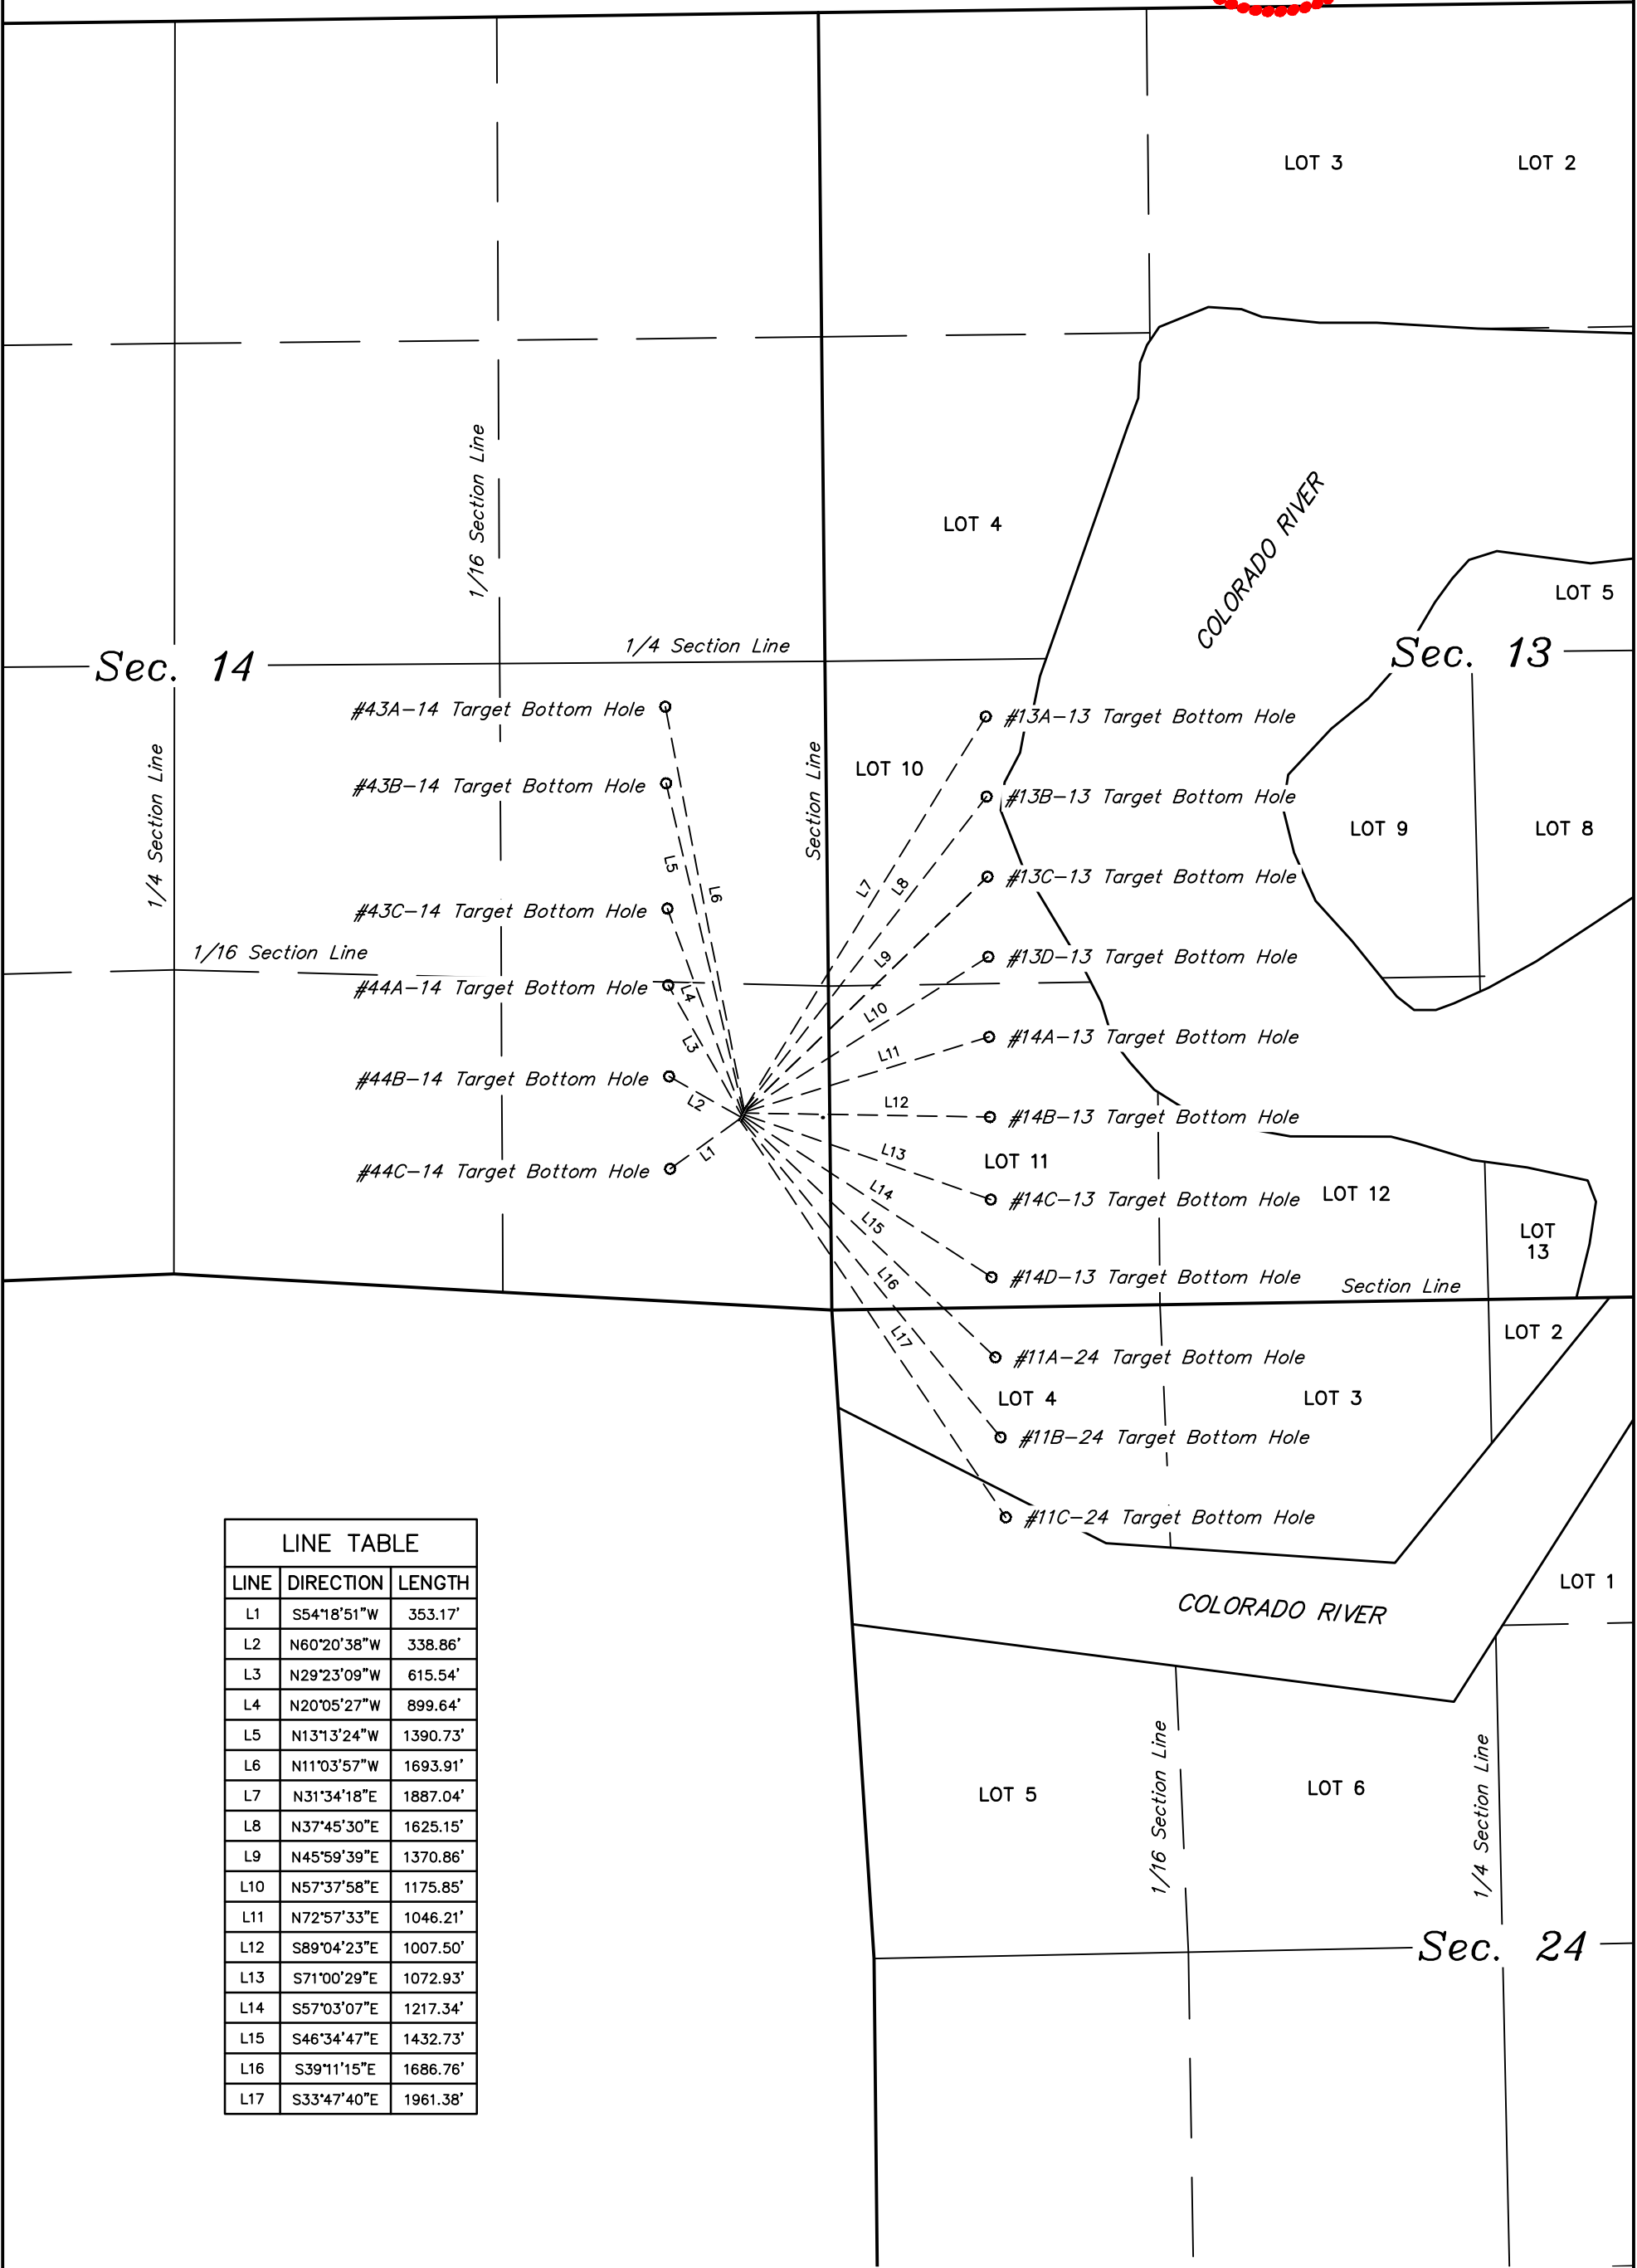 LOT 3
LOT 2
1/16 Section Line
COLORADO RIVER
LOT 4
LOT 5
1/4 Section Line
Sec. 14
Sec. 13
#43A-14 Target Bottom Hole
#13A-13 Target Bottom Hole
1/4 Section Line
Section Line
LOT 10
#43B-14 Target Bottom Hole
#13B-13 Target Bottom Hole
LOT 9
LOT 8
L5
L6
L7
L8
#13C-13 Target Bottom Hole
#43C-14 Target Bottom Hole
1/16 Section Line
L9
#13D-13 Target Bottom Hole
#44A-14 Target Bottom Hole
L4
L10
L3
L11
#14A-13 Target Bottom Hole
#44B-14 Target Bottom Hole
L2
L12
#14B-13 Target Bottom Hole
L1
L13
LOT 11
#44C-14 Target Bottom Hole
L14
#14C-13 Target Bottom Hole
LOT 12
L15
LOT
13
L16
#14D-13 Target Bottom Hole
Section Line
L17
LOT 2
#11A-24 Target Bottom Hole
LOT 4
LOT 3
#11B-24 Target Bottom Hole
#11C-24 Target Bottom Hole
LINE TABLE
LINE DIRECTION LENGTH
L1 S54°18'51"W 353.17'
L2 N60°20'38"W 338.86'
L3 N29°23'09"W 615.54'
L4 N20°05'27"W 899.64'
L5 N13°13'24"W 1390.73'
L6 N11°03'57"W 1693.91'
L7 N31°34'18"E 1887.04'
L8 N37°45'30"E 1625.15'
L9 N45°59'39"E 1370.86'
L10 N57°37'58"E 1175.85'
L11 N72°57'33"E 1046.21'
L12 S89°04'23"E 1007.50'
L13 S71°00'29"E 1072.93'
L14 S57°03'07"E 1217.34'
L15 S46°34'47"E 1432.73'
L16 S39°11'15"E 1686.76'
L17 S33°47'40"E 1961.38'
LOT 1
COLORADO RIVER
1/16 Section Line
1/4 Section Line
LOT 5
LOT 6
Sec. 24